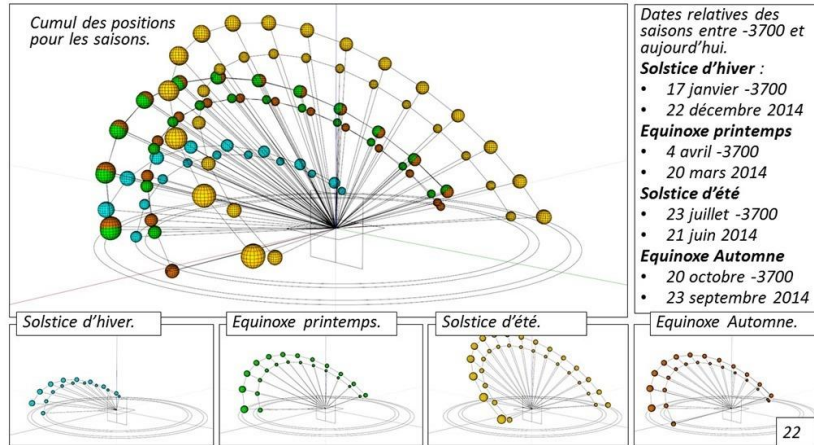 Cumul des positions
pour les saisons.
Dates relatives des
saisons entre -3700 et
aujourd'hui.
Solstice d'hiver :
• 17 janvier -3700
• 22 décembre 2014
Equinoxe printemps
• 4 avril -3700
• 20 mars 2014
Solstice d'été
• 23 juillet -3700
• 21 juin 2014
Equinoxe Automne
• 20 octobre -3700
• 23 septembre 2014
Solstice d'hiver.
Equinoxe printemps.
Solstice d'été.
Equinoxe Automne.
22